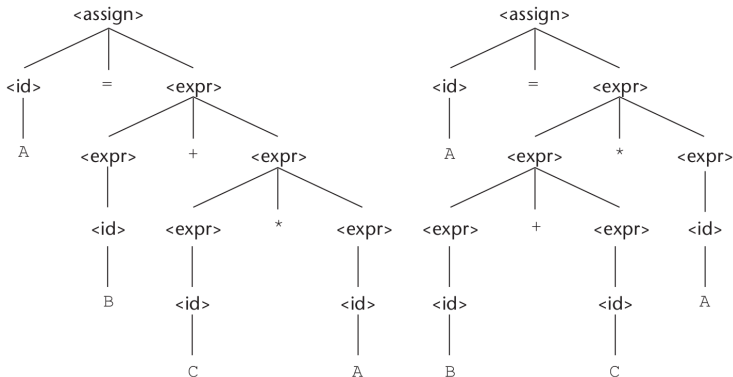 <assign> <assign>
<id> = <expr> <id> = <expr>
A <expr> + <expr> A <expr> * <expr>
<id> <expr> * <expr> <expr> + <expr> <id>
B <id> <id> <id> <id> A
C A B C